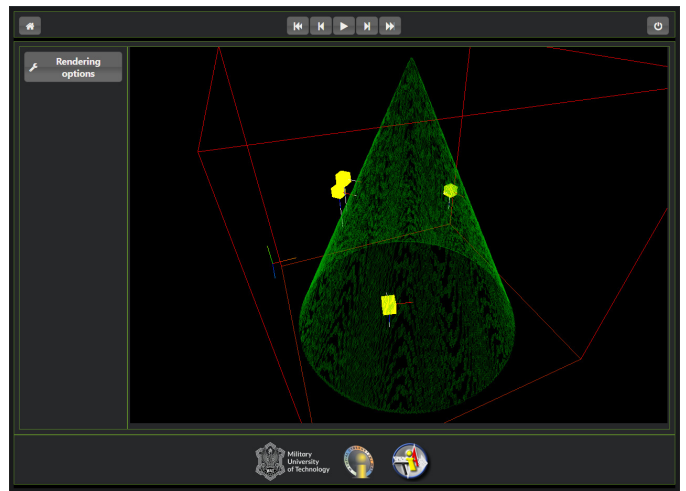 Rendering
options
Military
University
of Technology